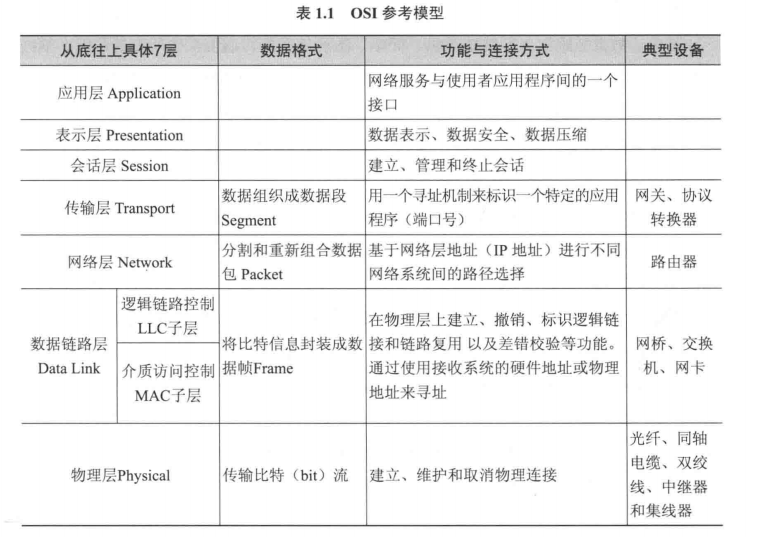 表 1.1 OSI 参考模型
从底往上具体7层 数据格式 功能与连接方式 典型设备
应用层 Application
网络服务与使用者应用程序间的一个
接口
表示层 Presentation 数据表示、数据安全、数据压缩
会话层 Session 建立、管理和终止会话
传输层 Transport
数据组织成数据段
Segment
用一个寻址机制来标识一个特定的应用
程序（端口号）
网关、协议
转换器
网络层 Network
分割和重新组合数据
包 Packet
基于网络层地址（IP 地址）进行不同
网络系统间的路径选择
路由器
数据链路层
Data Link
逻辑链路控制
LLC子层
介质访问控制
MAC子层
将比特信息封装成数
据帧Frame
在物理层上建立、撤销、标识逻辑链
接和链路复用 以及差错校验等功能。
通过使用接收系统的硬件地址或物理
地址来寻址
网桥、交换
机、网卡
物理层Physical
传输比特（bit）流
建立、维护和取消物理连接
光纤、同轴
电缆、双绞
线、中继器
和集线器